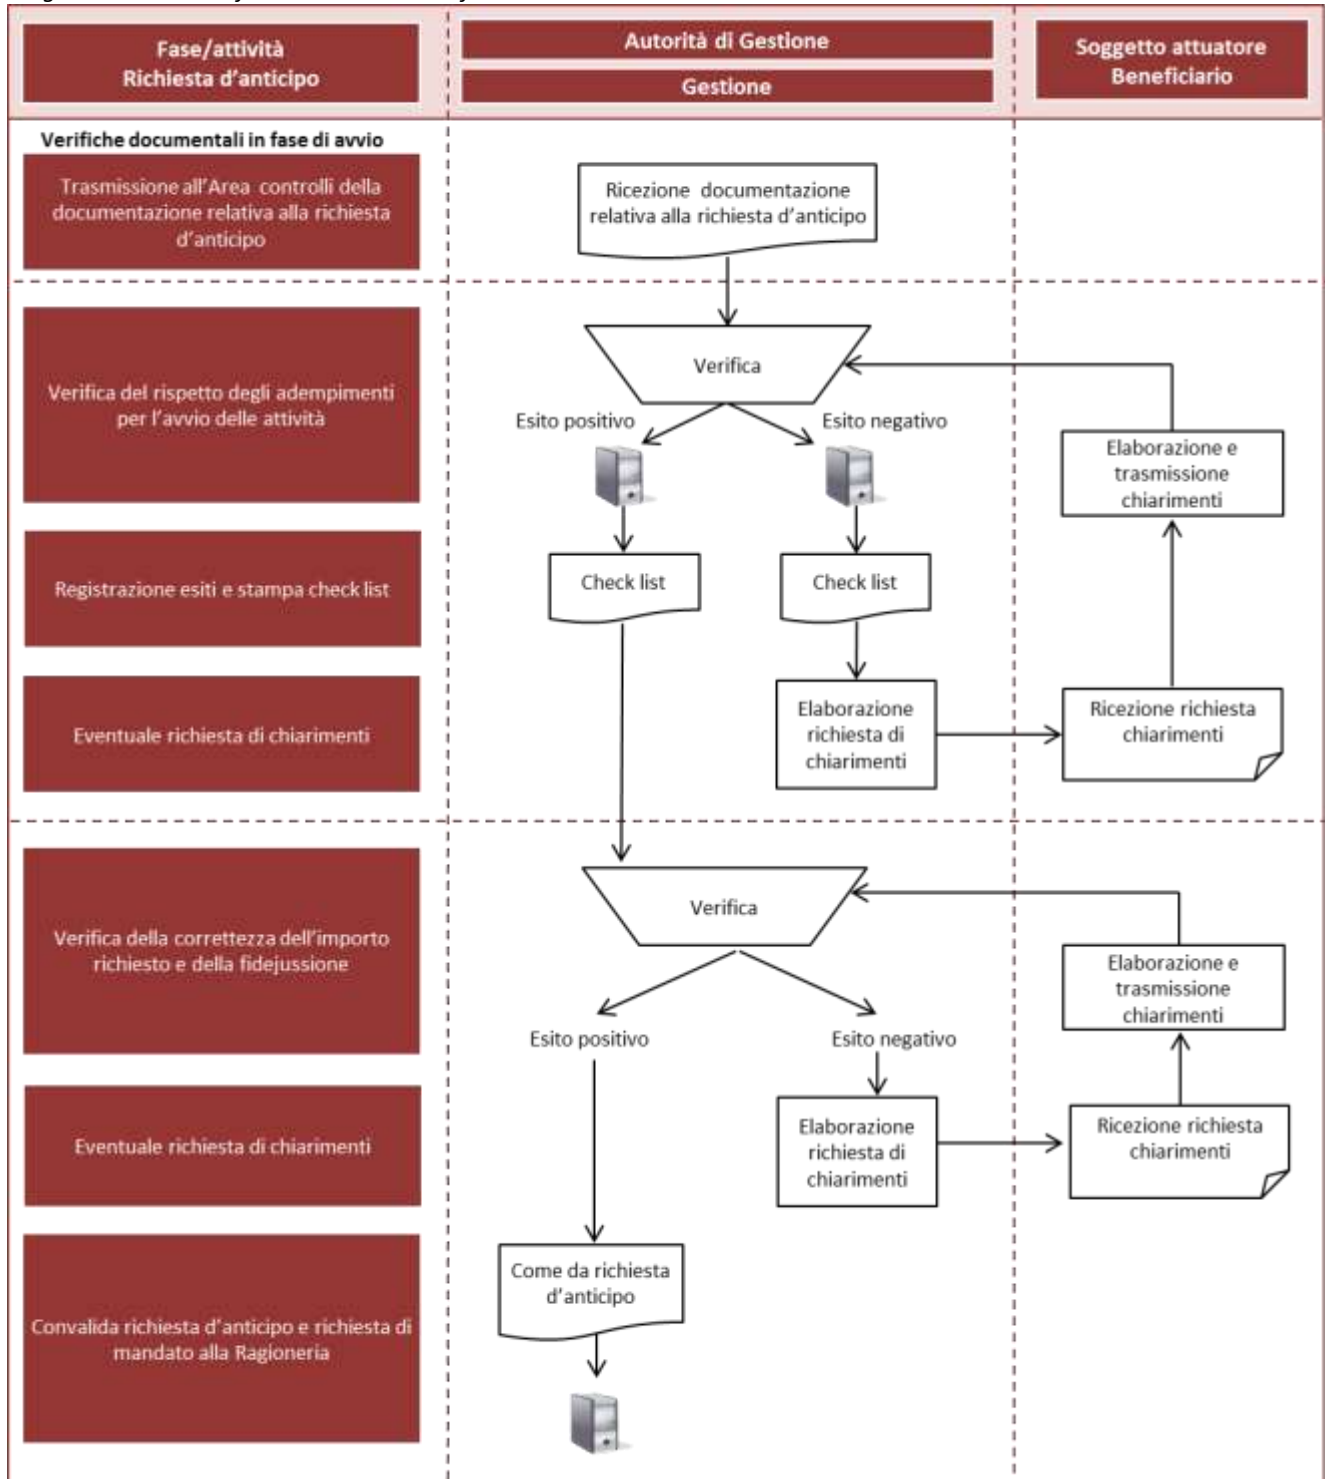 Fase/attività
Richiesta d'anticipo
Autorità di Gestione
Gestione
Soggetto attuatore
Beneficiario
Verifiche documentali in fase di avvio
Trasmissione all'Area controlli della
documentazione relativa alla richiesta
d'anticipo
Ricezione documentazione
relativa alla richiesta d'anticipo
Verifica del rispetto degli adempimenti
per l'avvio delle attività
Verifica
Esito positivo
Esito negativo
Elaborazione e
trasmissione
chiarimenti
Registrazione esiti e stampa check list
Check list
Check list
Eventuale richiesta di chiarimenti
Elaborazione
richiesta di
chiarimenti
Ricezione richiesta
chiarimenti
Verifica della correttezza dell'importo
richiesto e della fidejussione
Verifica
Esito positivo
Esito negativo
Elaborazione e
trasmissione
chiarimenti
Eventuale richiesta di chiarimenti
Elaborazione
richiesta di
chiarimenti
Ricezione richiesta
chiarimenti
Convalida richiesta d'anticipo e richiesta di
mandato alla Ragioneria
Come da richiesta
d'anticipo